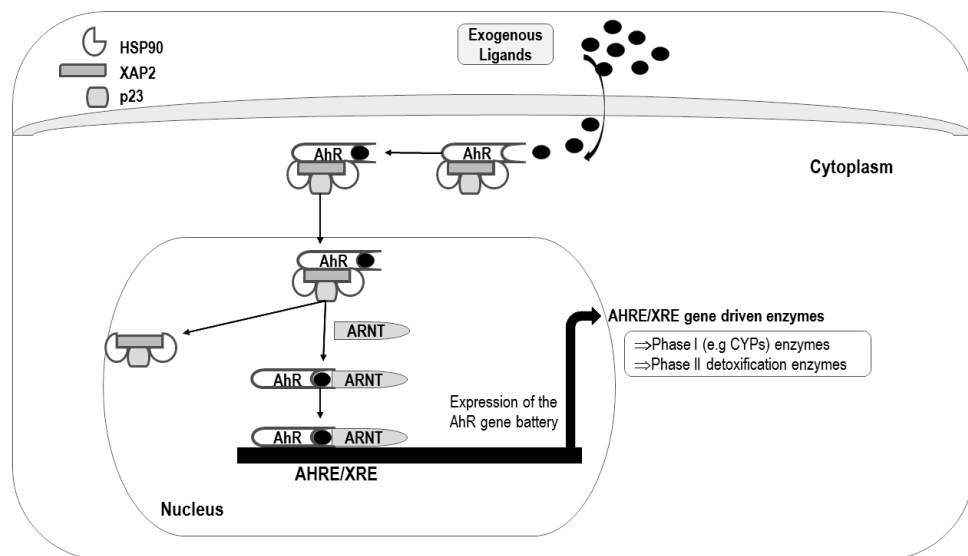 HSP90
XAP2
p23
Exogenous
Ligands
Cytoplasm
AhR
AhR
AhR
ARNT
AhR
ARNT
AhR
ARNT
AHRE/XRE
Nucleus
Expression of the
AhR gene battery
AHRE/XRE gene driven enzymes
⇒Phase I (e.g CYPs) enzymes
⇒Phase II detoxification enzymes